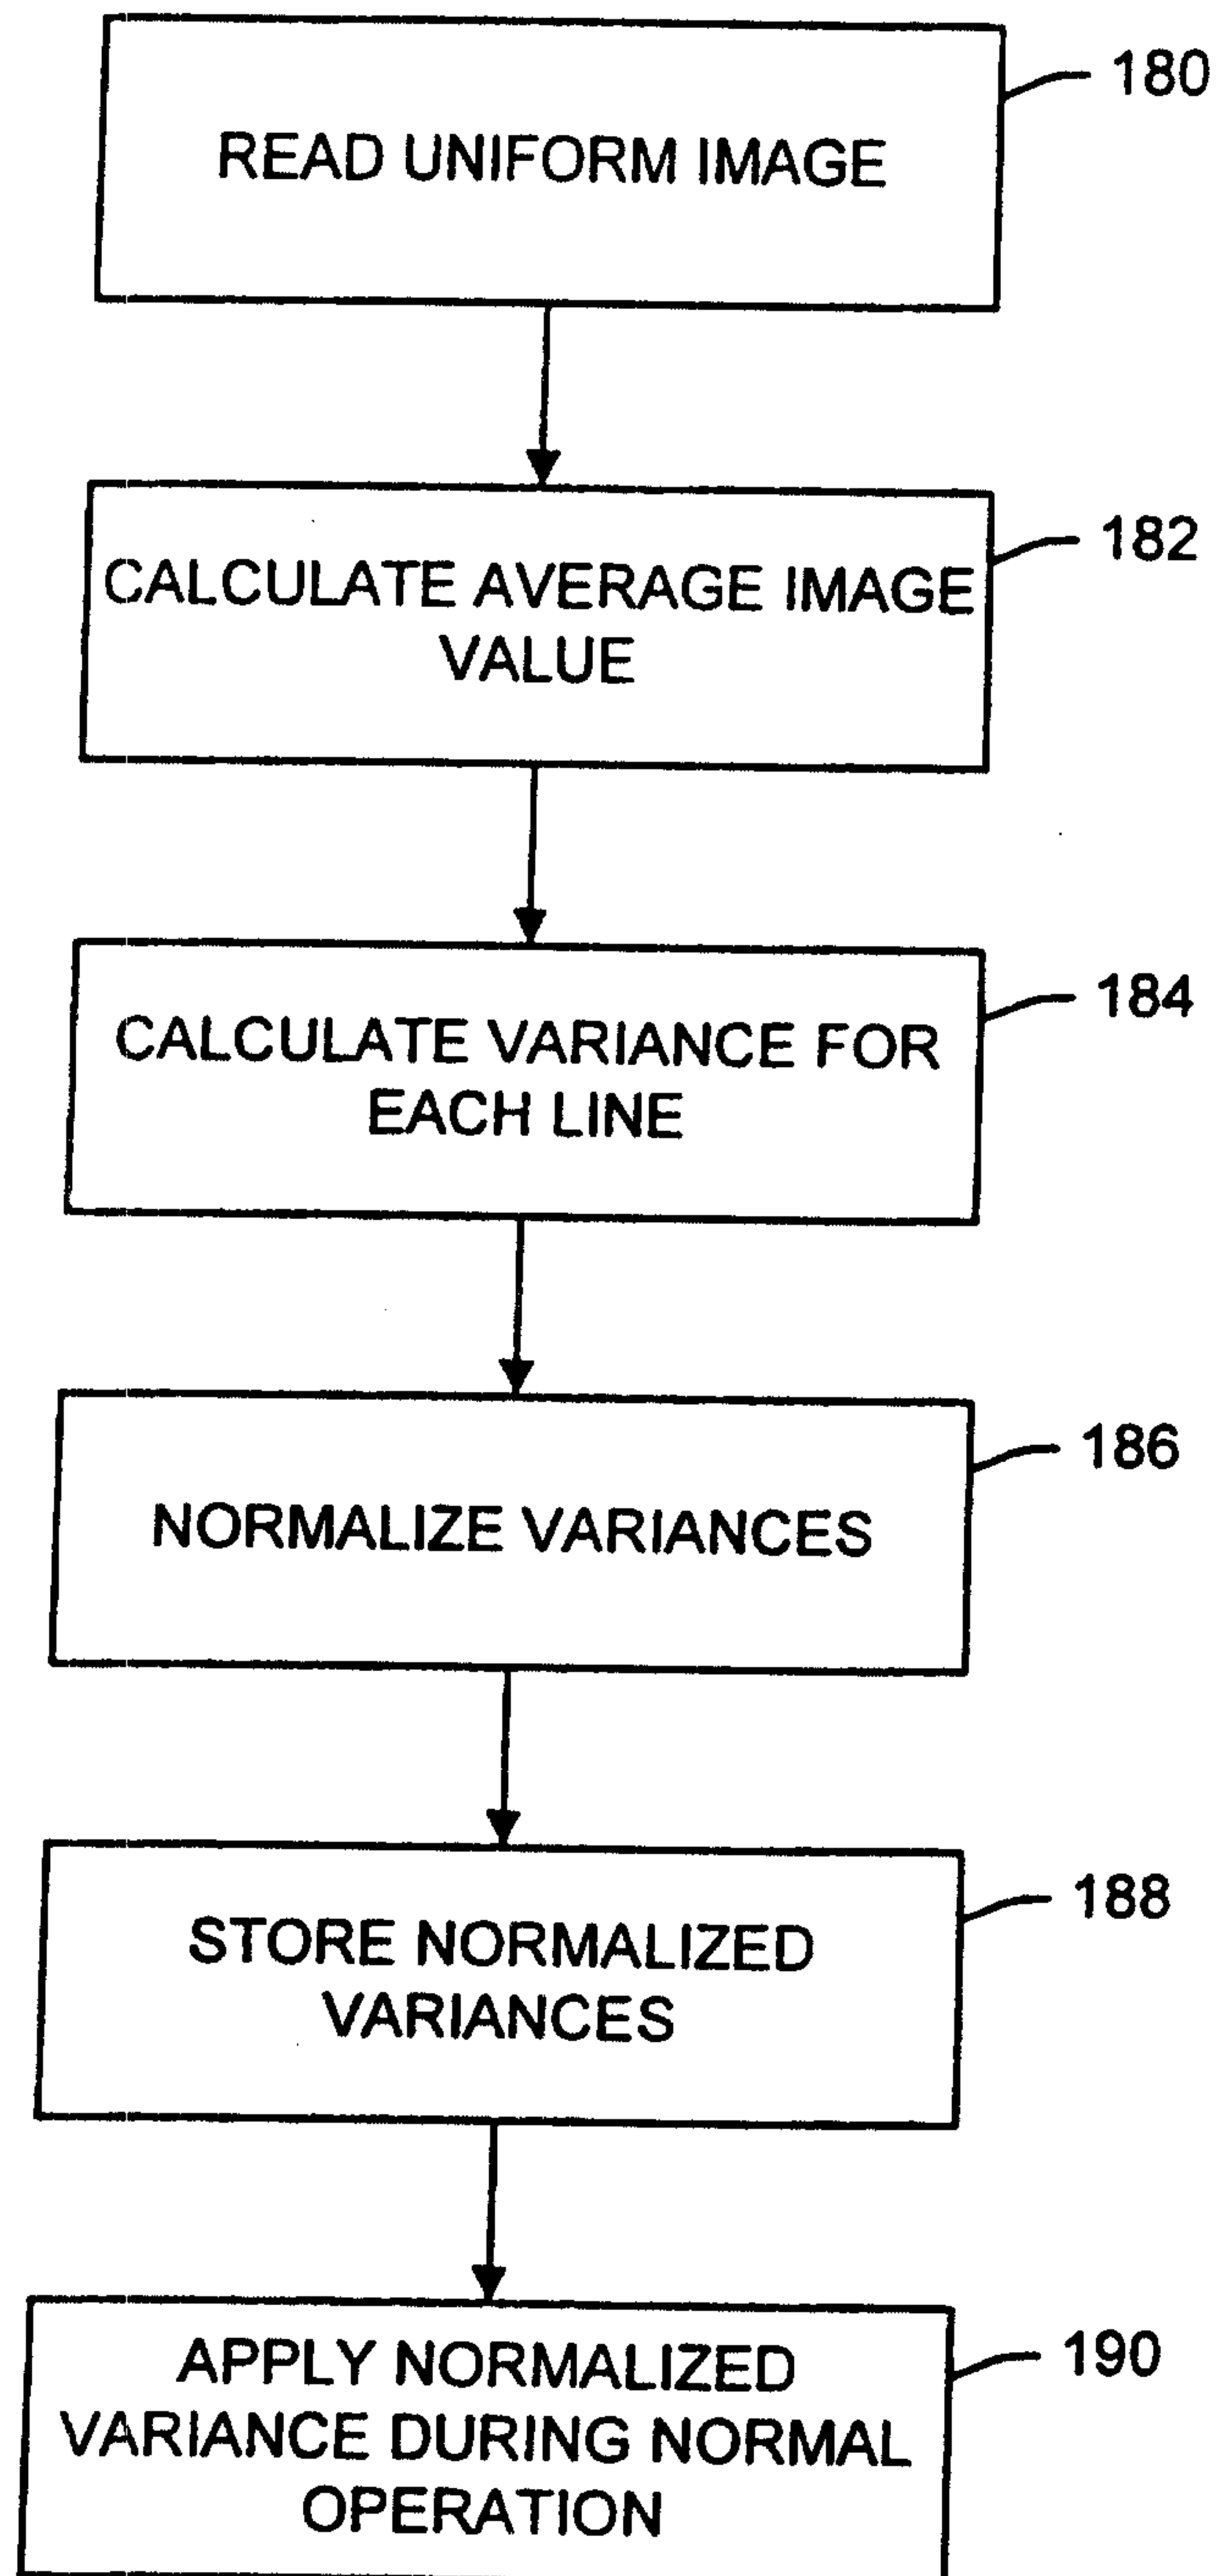 READ UNIFORM IMAGE
180
CALCULATE AVERAGE IMAGE
VALUE
182
CALCULATE VARIANCE FOR
EACH LINE
184
NORMALIZE VARIANCES
186
STORE NORMALIZED
VARIANCES
188
APPLY NORMALIZED
VARIANCE DURING NORMAL
OPERATION
190